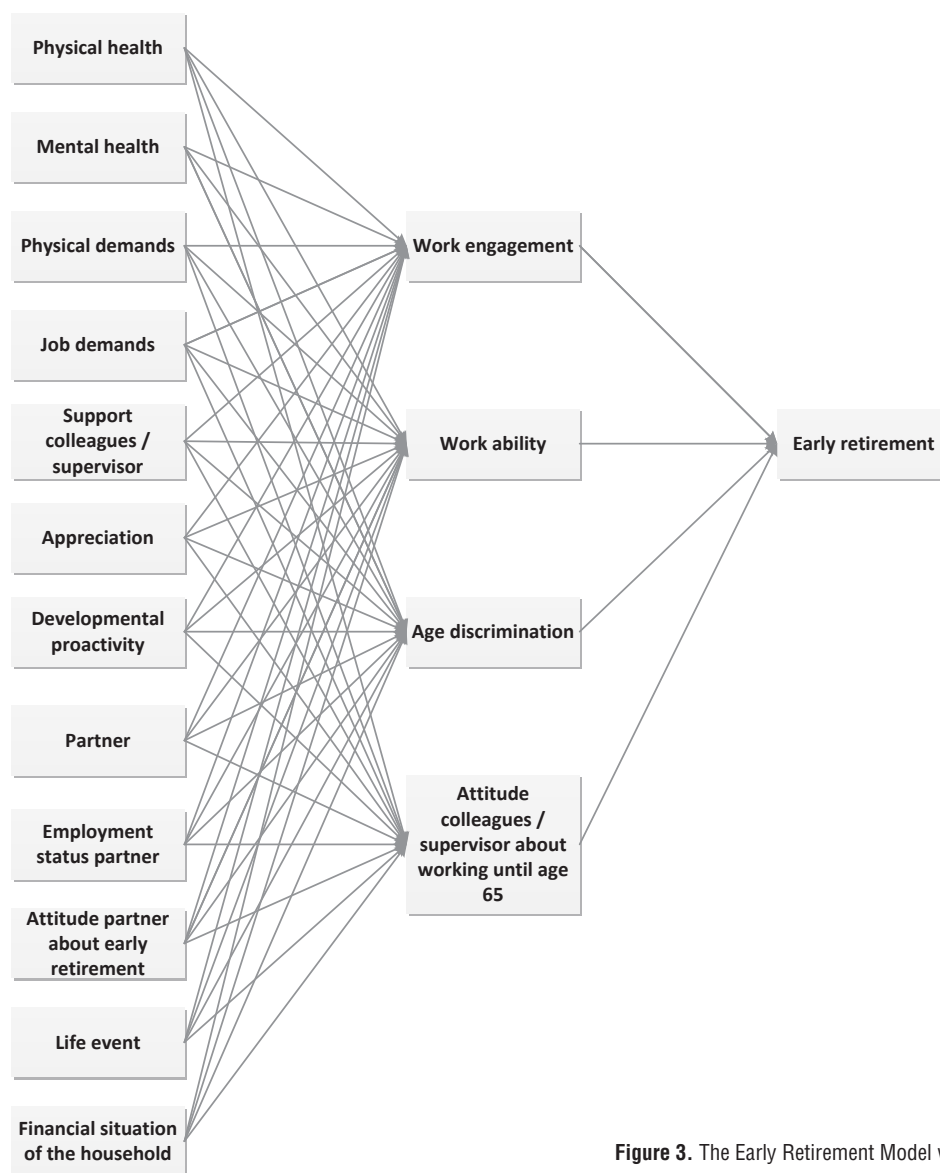 Physical health
Mental health
Physical demands
Job demands
Support
colleagues /
supervisor
Appreciation
Developmental
proactivity
Partner
Employment
status partner
Attitude partner
about early
retirement
Life event
Financial situation
of the household
Work engagement
Work ability
Age discrimination
Attitude
colleagues /
supervisor about
working until age
65
Early retirement
Figure 3. The Early Retirement Model